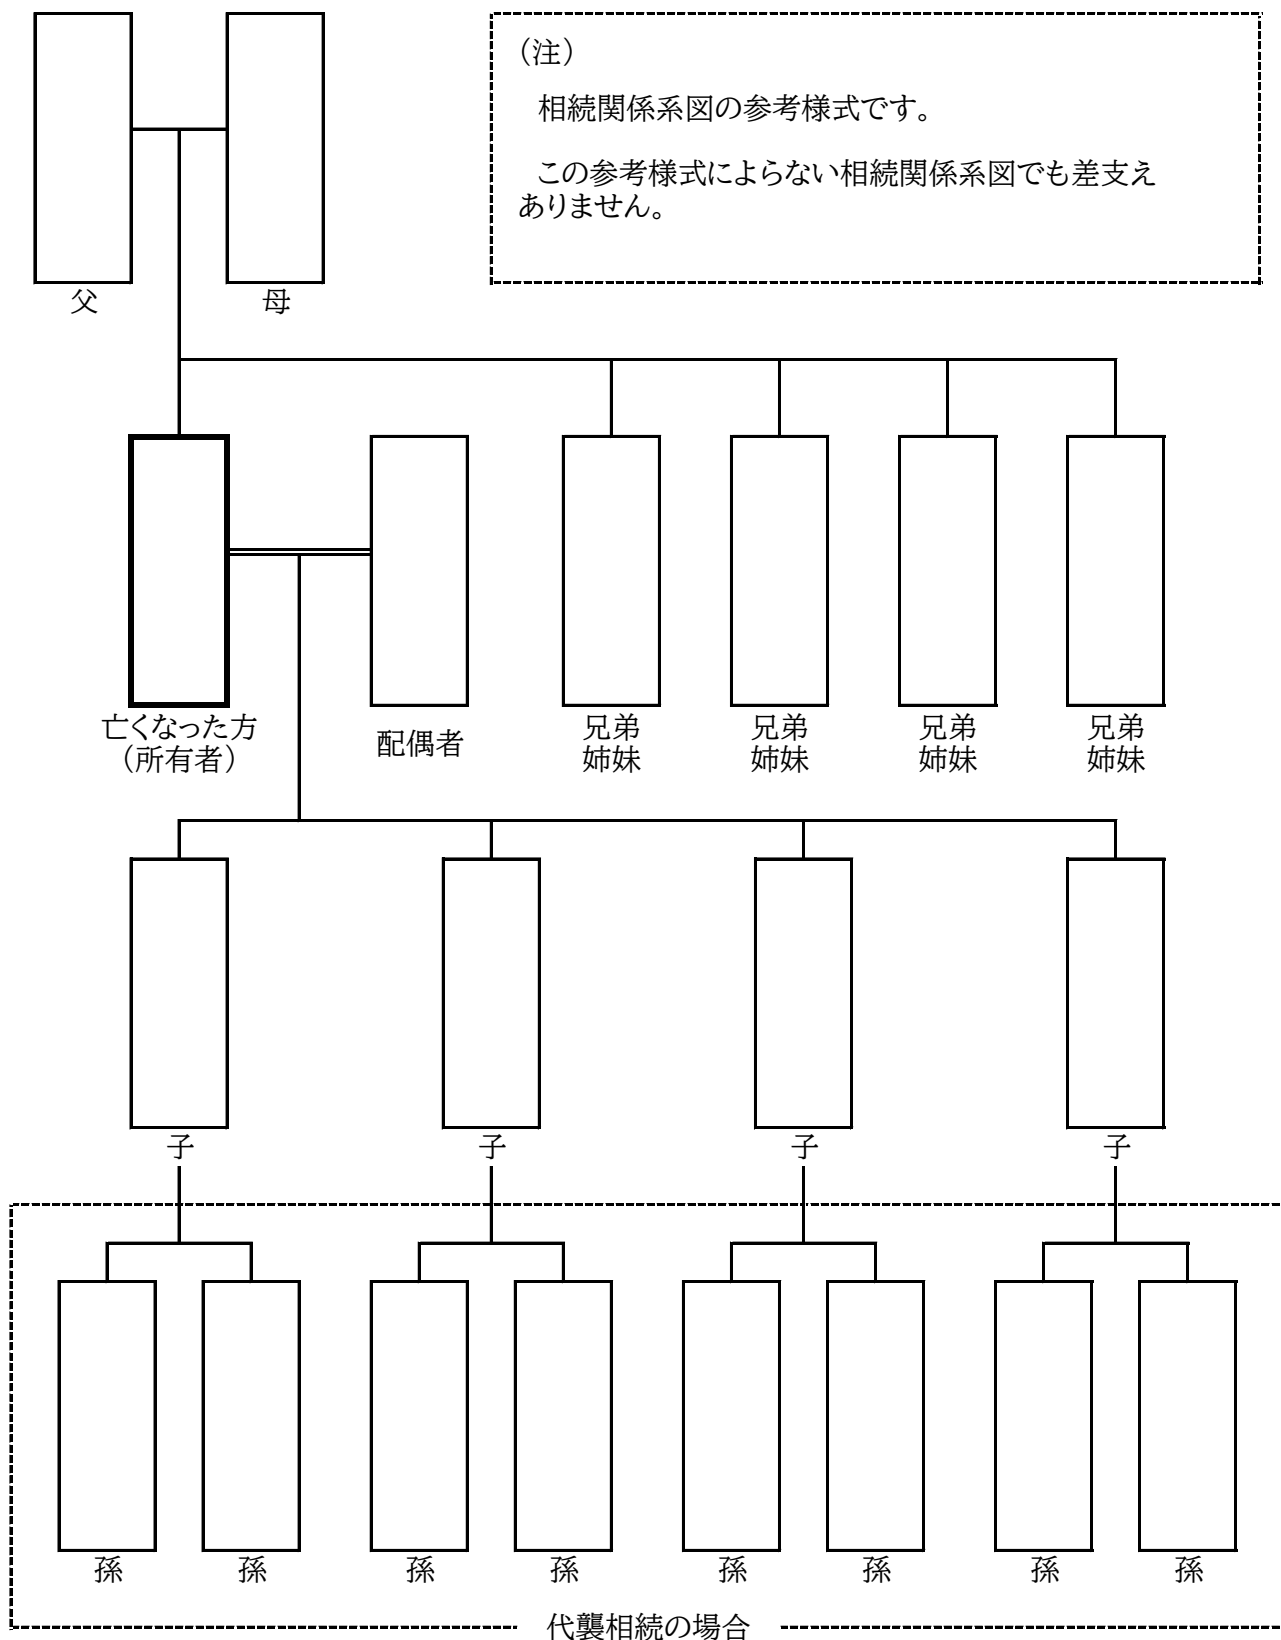 （注）
相続関係系図の参考様式です。
この参考様式によらない相続関係系図でも差支え
ありません。
父
母
亡くなった方
（所有者）
配偶者
兄弟
姉妹
兄弟
姉妹
兄弟
姉妹
兄弟
姉妹
子
子
子
子
孫
孫
孫
孫
孫
孫
孫
孫
代襲相続の場合